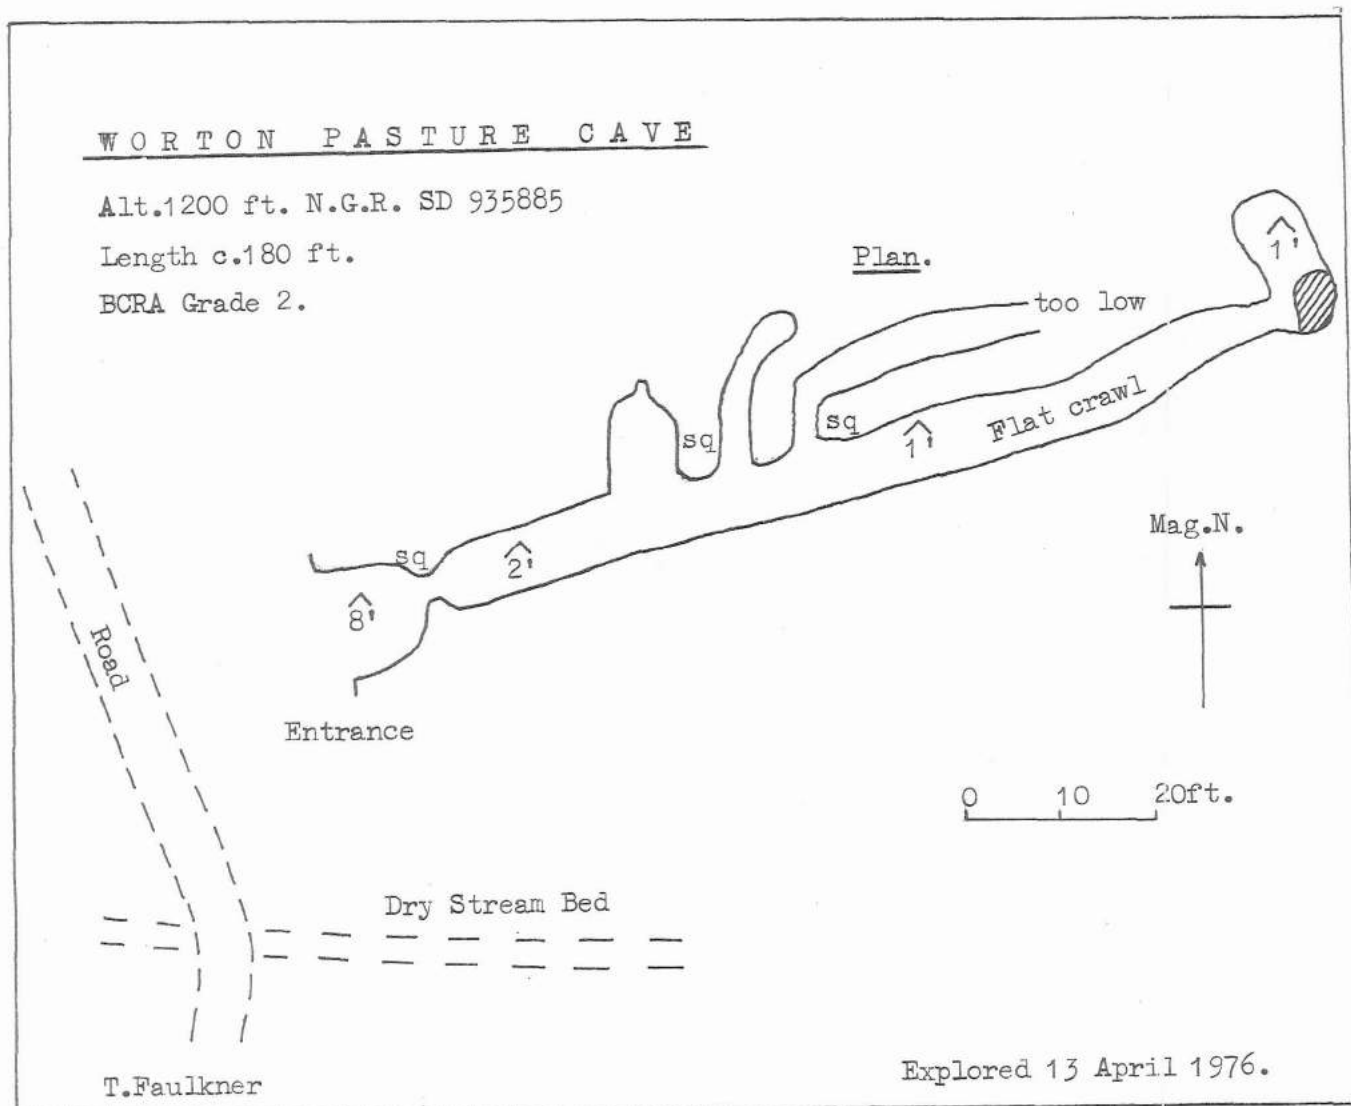 WORTON PASTURE CAVE
Alt.1200 ft. N.G.R. SD 935885
Length c.180 ft.
BCRA Grade 2.
Plan.
1'
too low
sq
sq
1'
Flat crawl
sq
2'
8'
Mag.N.
Road
Entrance
0 10 20ft.
Dry Stream Bed
T.Faulkner
Explored 13 April 1976.